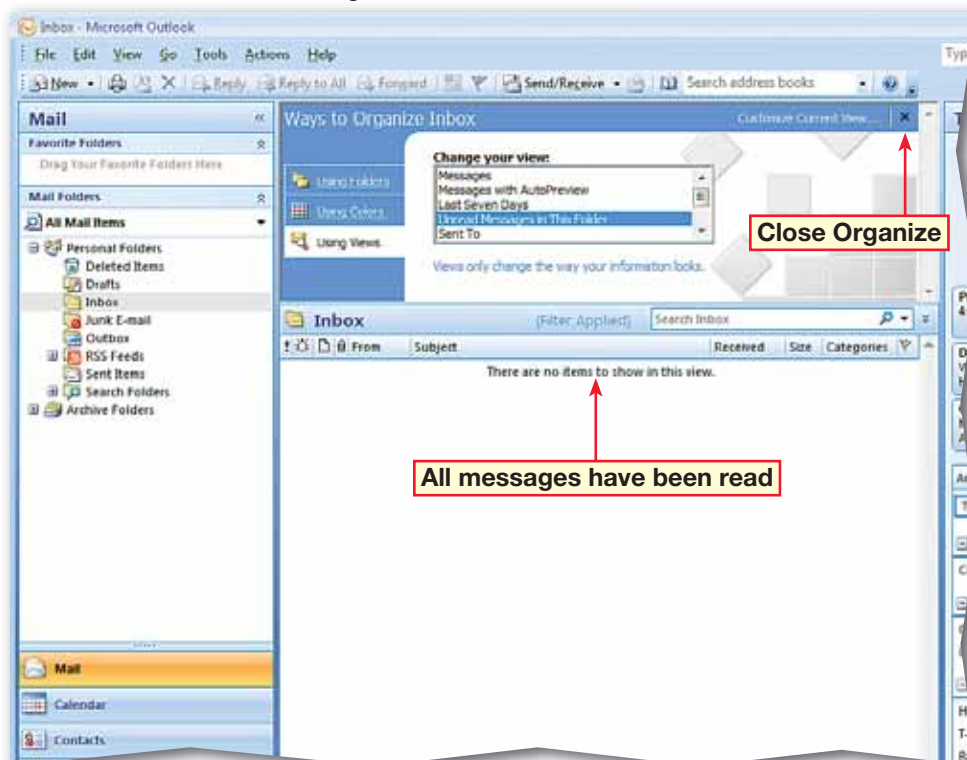 Inbox - Microsoft Outlook
File Edit View Go Tools Actions Help
Typ
New Reply Reply to All Forward Send/Receive Search address books
Mail
Favorite Folders
Drag Your Favorite Folders Here
Mail Folders
All Mail Items
Personal Folders
Deleted Items
Drafts
Inbox
Junk E-mail
Outbox
RSS Feeds
Sent Items
Search Folders
Archive Folders
Mail
Calendar
Contacts
Ways to Organize Inbox Customize Current View...
Using Folders
Using Colors
Using Views
Change your view:
Messages
Messages with AutoPreview
Last Seven Days
Unread Messages in This Folder
Sent To
Views only change the way your information looks.
Close Organize
Inbox (Filter Applied) Search Inbox
From Subject Received Size Categories
There are no items to show in this view.
All messages have been read